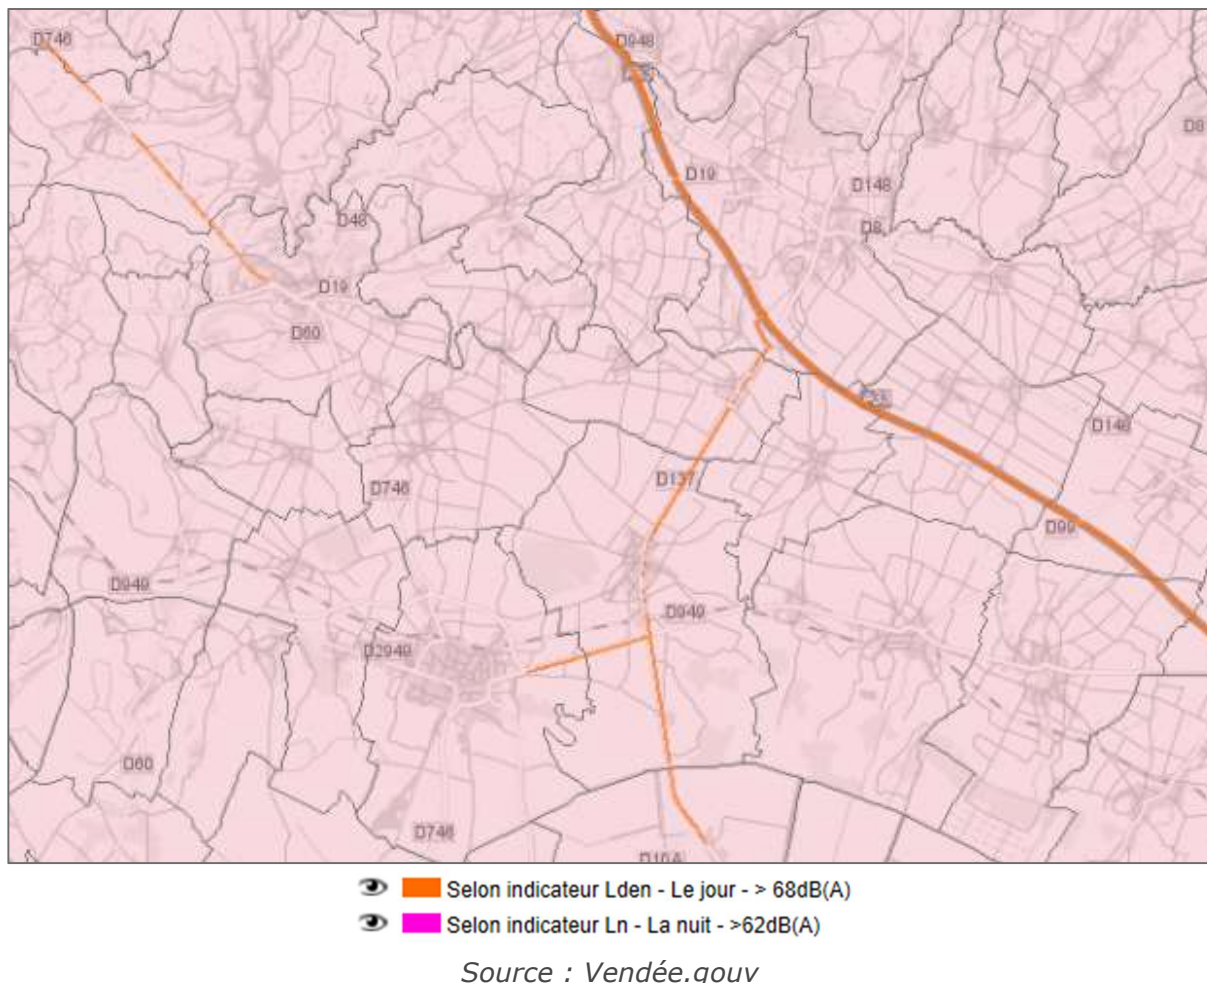 D746
D948
D8
D19
D148
D48
D8
D19
D60
D146
D137
D746
D99
D949
D949
D2949
D60
D746
D10A
Selon indicateur Lden - Le jour - > 68dB(A)
Selon indicateur Ln - La nuit - >62dB(A)
Source : Vendée.gouv